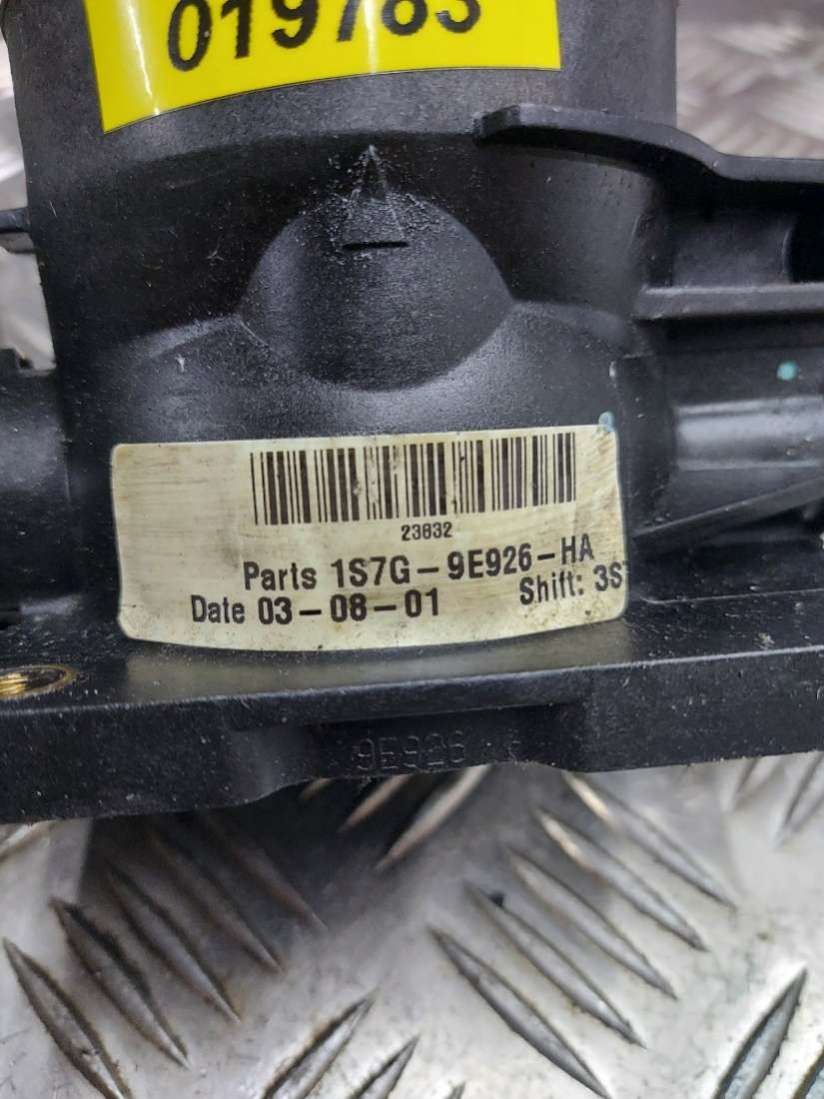 019783
23832
Parts 1S7G-9E926-HA
Date 03-08-01 Shift: 3S
9E926